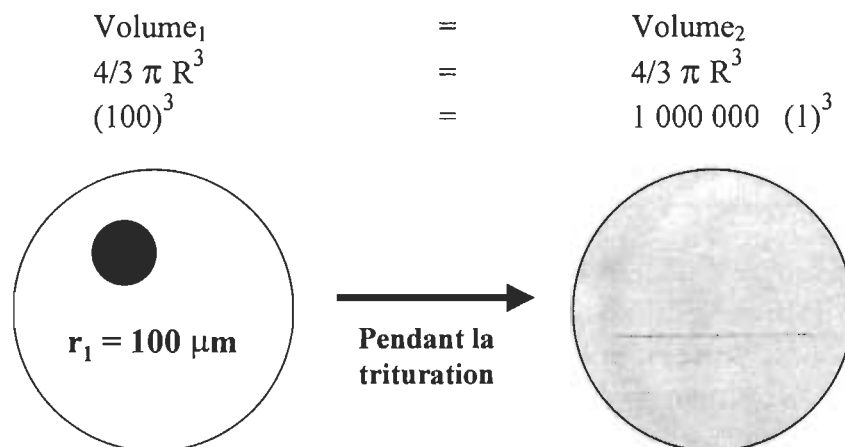 Volume₁ = Volume₂
4/3 π R³ = 4/3 π R³
(100)³ = 1 000 000 (1)³
r₁ = 100 μm
Pendant la
trituration